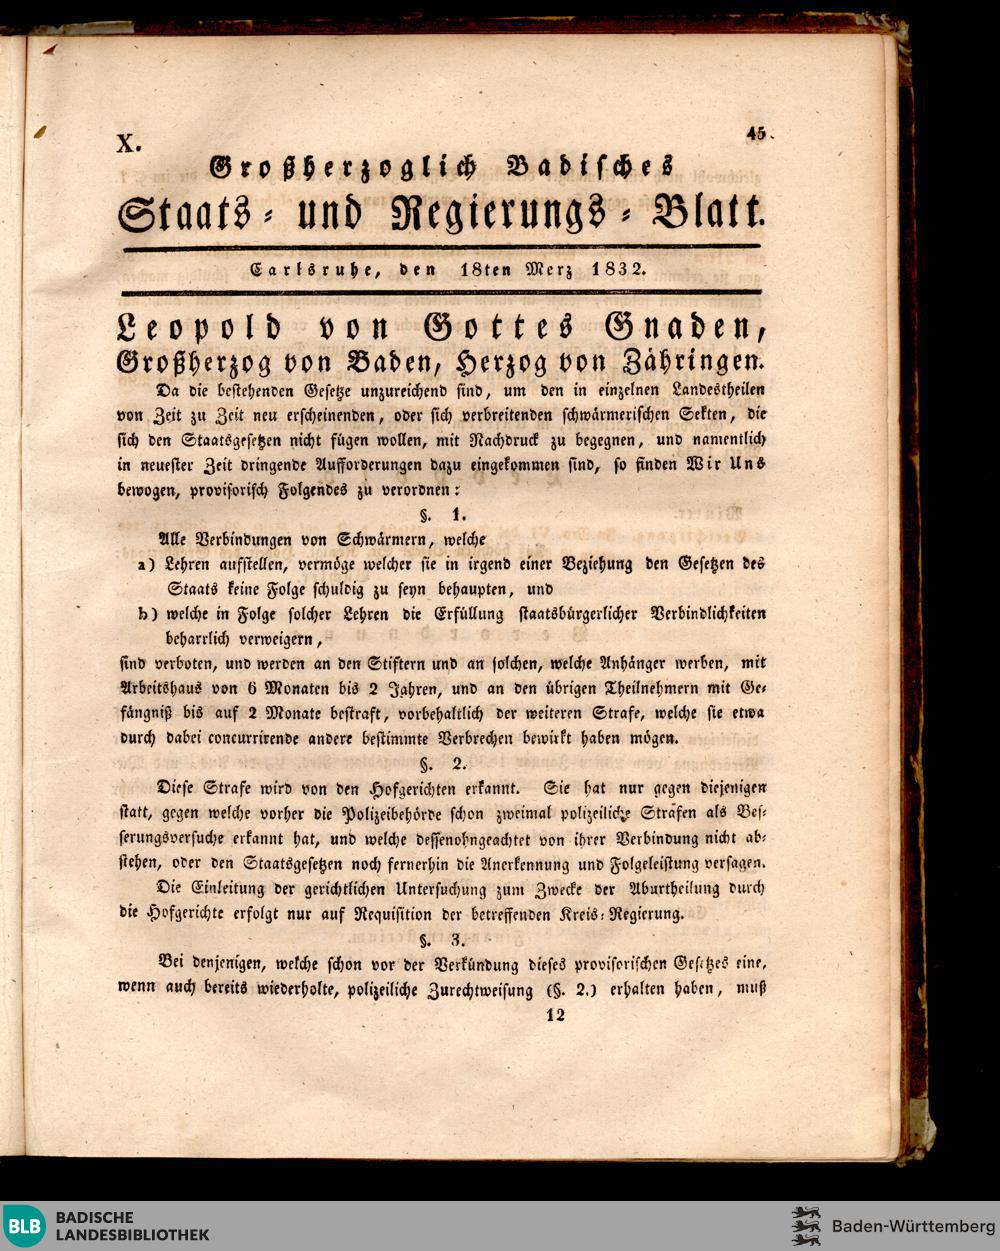 X.
45.
Großherzoglich Badisches
Staats- und Regierungs-Blatt.
Carlsruhe, den 18ten Merz 1832.
Leopold von Gottes Gnaden,
Großherzog von Baden, Herzog von Zähringen.
Da die bestehenden Gesetze unzureichend sind, um den in einzelnen Landestheilen
von Zeit zu Zeit neu erscheinenden, oder sich verbreitenden schwärmerischen Sekten, die
sich den Staatsgesetzen nicht fügen wollen, mit Nachdruck zu begegnen, und namentlich
in neuester Zeit dringende Aufforderungen dazu eingekommen sind, so finden Wir Uns
bewogen, provisorisch Folgendes zu verordnen:
§. 1.
Alle Verbindungen von Schwärmern, welche
a) Lehren aufstellen, vermöge welcher sie in irgend einer Beziehung den Gesetzen des
Staats keine Folge schuldig zu seyn behaupten, und
b) welche in Folge solcher Lehren die Erfüllung staatsbürgerlicher Verbindlichkeiten
beharrlich verweigern,
sind verboten, und werden an den Stiftern und an solchen, welche Anhänger werben, mit
Arbeitshaus von 6 Monaten bis 2 Jahren, und an den übrigen Theilnehmern mit Ge-
fängniß bis auf 2 Monate bestraft, vorbehaltlich der weiteren Strafe, welche sie etwa
durch dabei concurrirende andere bestimmte Verbrechen bewirkt haben mögen.
§. 2.
Diese Strafe wird von den Hofgerichten erkannt. Sie hat nur gegen diejenigen
statt, gegen welche vorher die Polizeibehörde schon zweimal polizeiliche Strafen als Bes-
serungsversuche erkannt hat, und welche dessenohngeachtet von ihrer Verbindung nicht ab-
stehen, oder den Staatsgesetzen noch fernerhin die Anerkennung und Folgeleistung versagen.
Die Einleitung der gerichtlichen Untersuchung zum Zwecke der Aburtheilung durch
die Hofgerichte erfolgt nur auf Requisition der betreffenden Kreis-Regierung.
§. 3.
Bei denjenigen, welche schon vor der Verkündung dieses provisorischen Gesetzes eine,
wenn auch bereits wiederholte, polizeiliche Zurechtweisung (§. 2.) erhalten haben, muß
12
BLB BADISCHE
LANDESBIBLIOTHEK
Baden-Württemberg